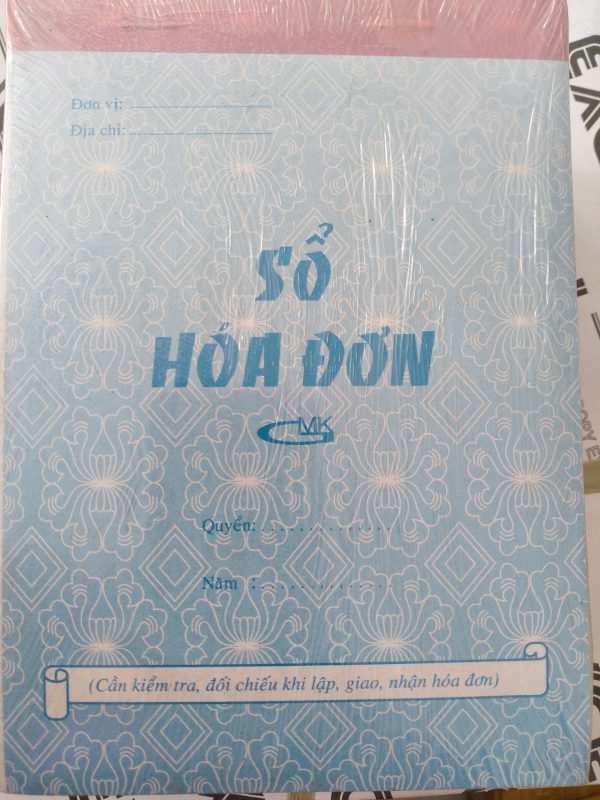 Đơn vị: ........................
Địa chỉ: ........................
SỔ
HÓA ĐƠN
GMK
Quyển: . . . . . . . . . . . . . . .
Năm : . . . . . . . . . . . . . . .
(Cần kiểm tra, đối chiếu khi lập, giao, nhận hóa đơn)